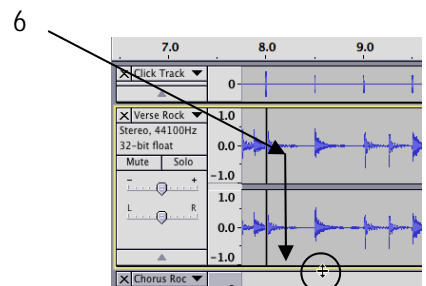 6
7.0 8.0 9.0
X Click Track
0-
X Verse Rock
1.0
Stereo, 44100Hz
32-bit float
0.0-
Mute Solo
-1.0
- +
1.0
L R
0.0-
-1.0
X Chorus Roc